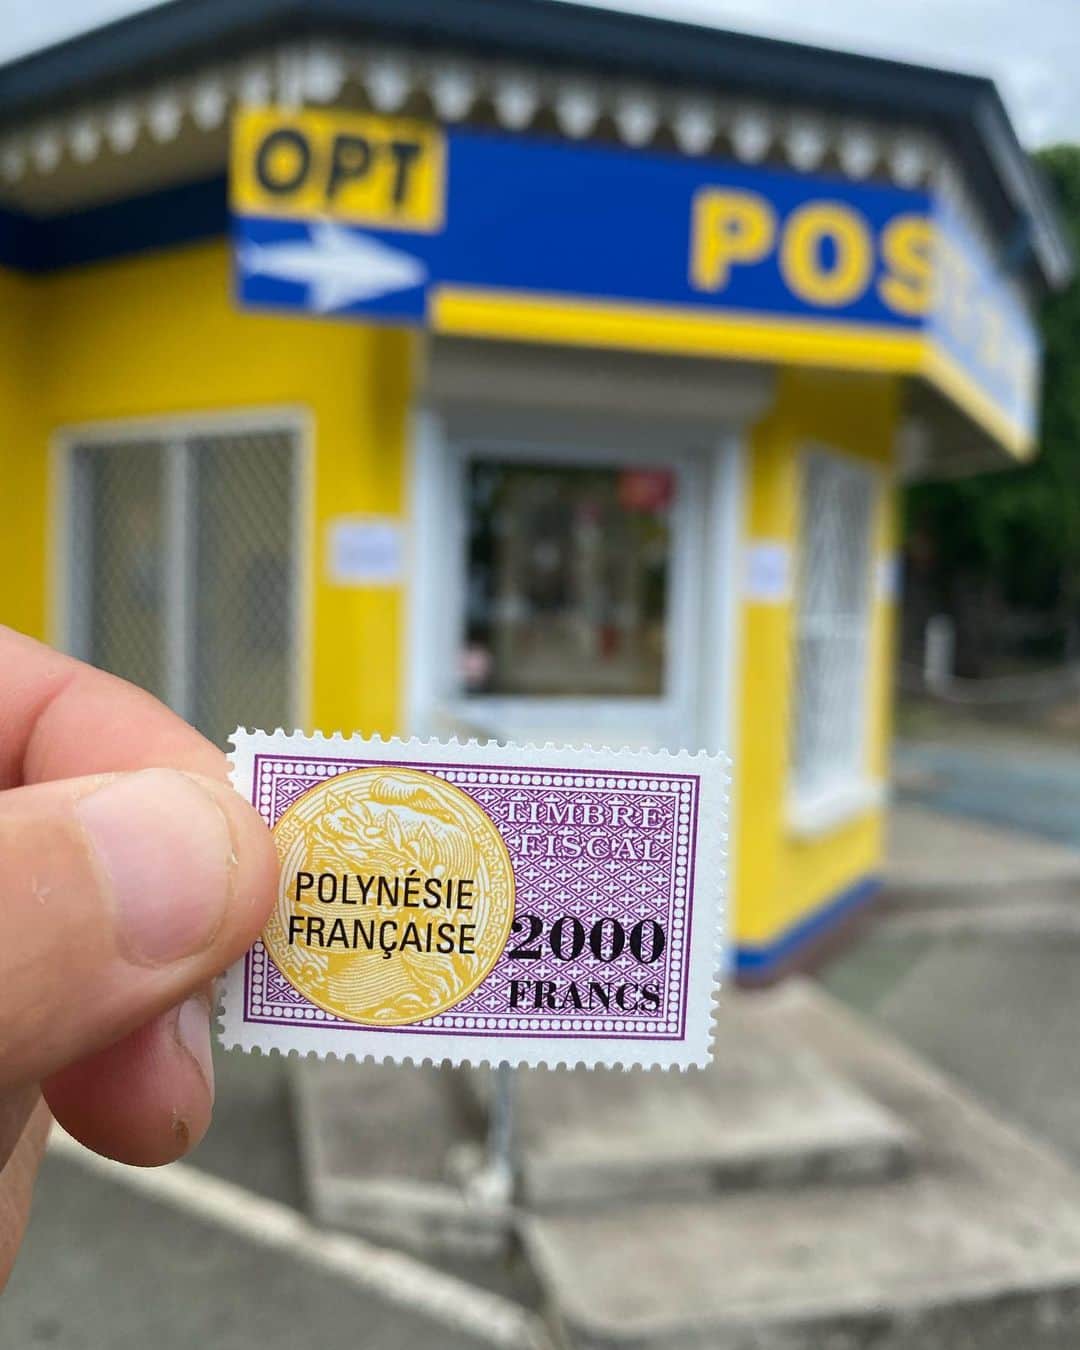 OPT
POS
TIMBRE
FISCAL
POLYNÉSIE
FRANÇAISE
2000
FRANCS